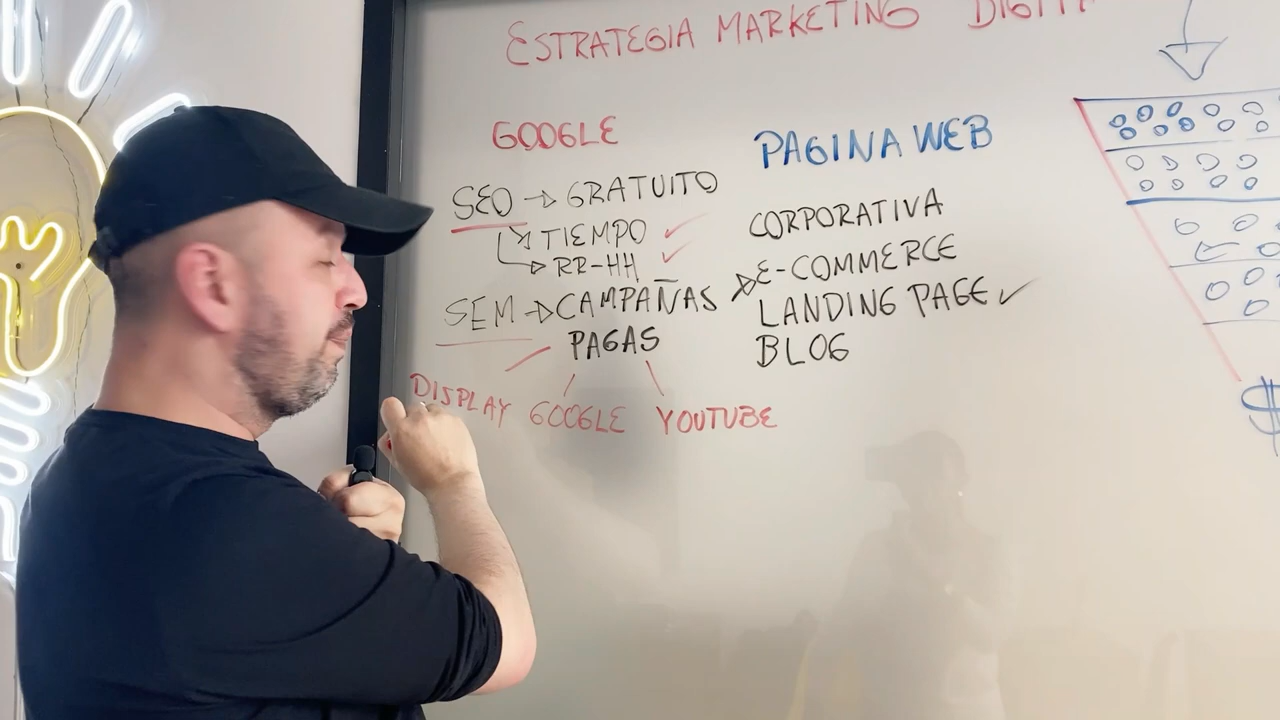 ESTRATEGIA MARKETING DIGIT
GOOGLE
SEO → GRATUITO
→ TIEMPO ✓
→ RR-HH ✓
SEM → CAMPAÑAS
PAGAS
DISPLAY GOOGLE YOUTUBE
PAGINA WEB
CORPORATIVA
E-COMMERCE
LANDING PAGE ✓
BLOG
$